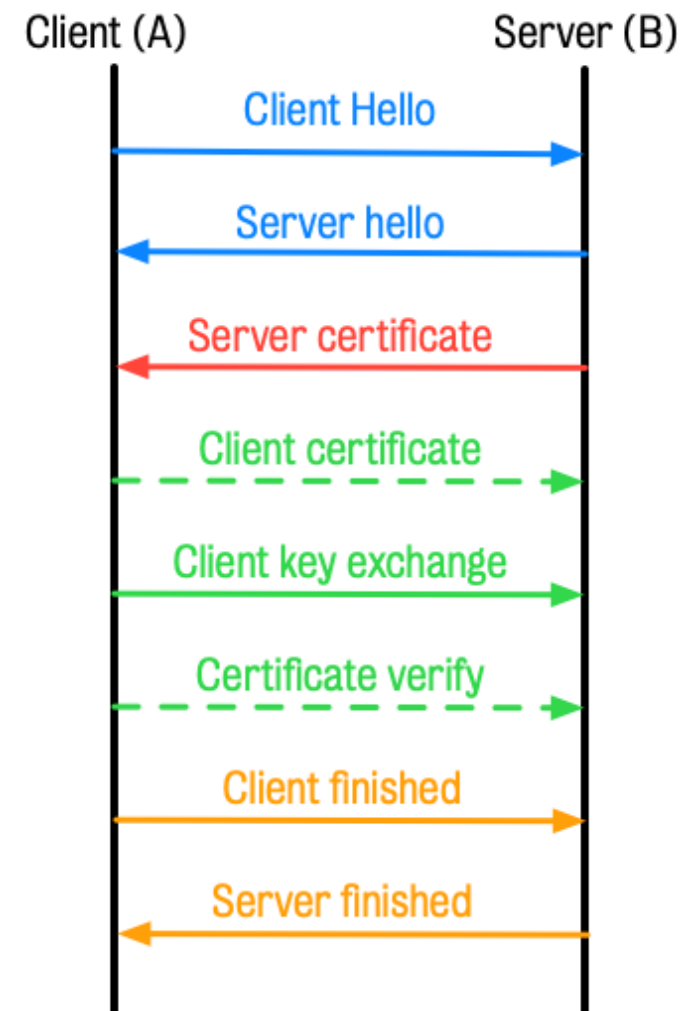 Client (A) Server (B)
Client Hello
Server hello
Server certificate
Client certificate
Client key exchange
Certificate verify
Client finished
Server finished